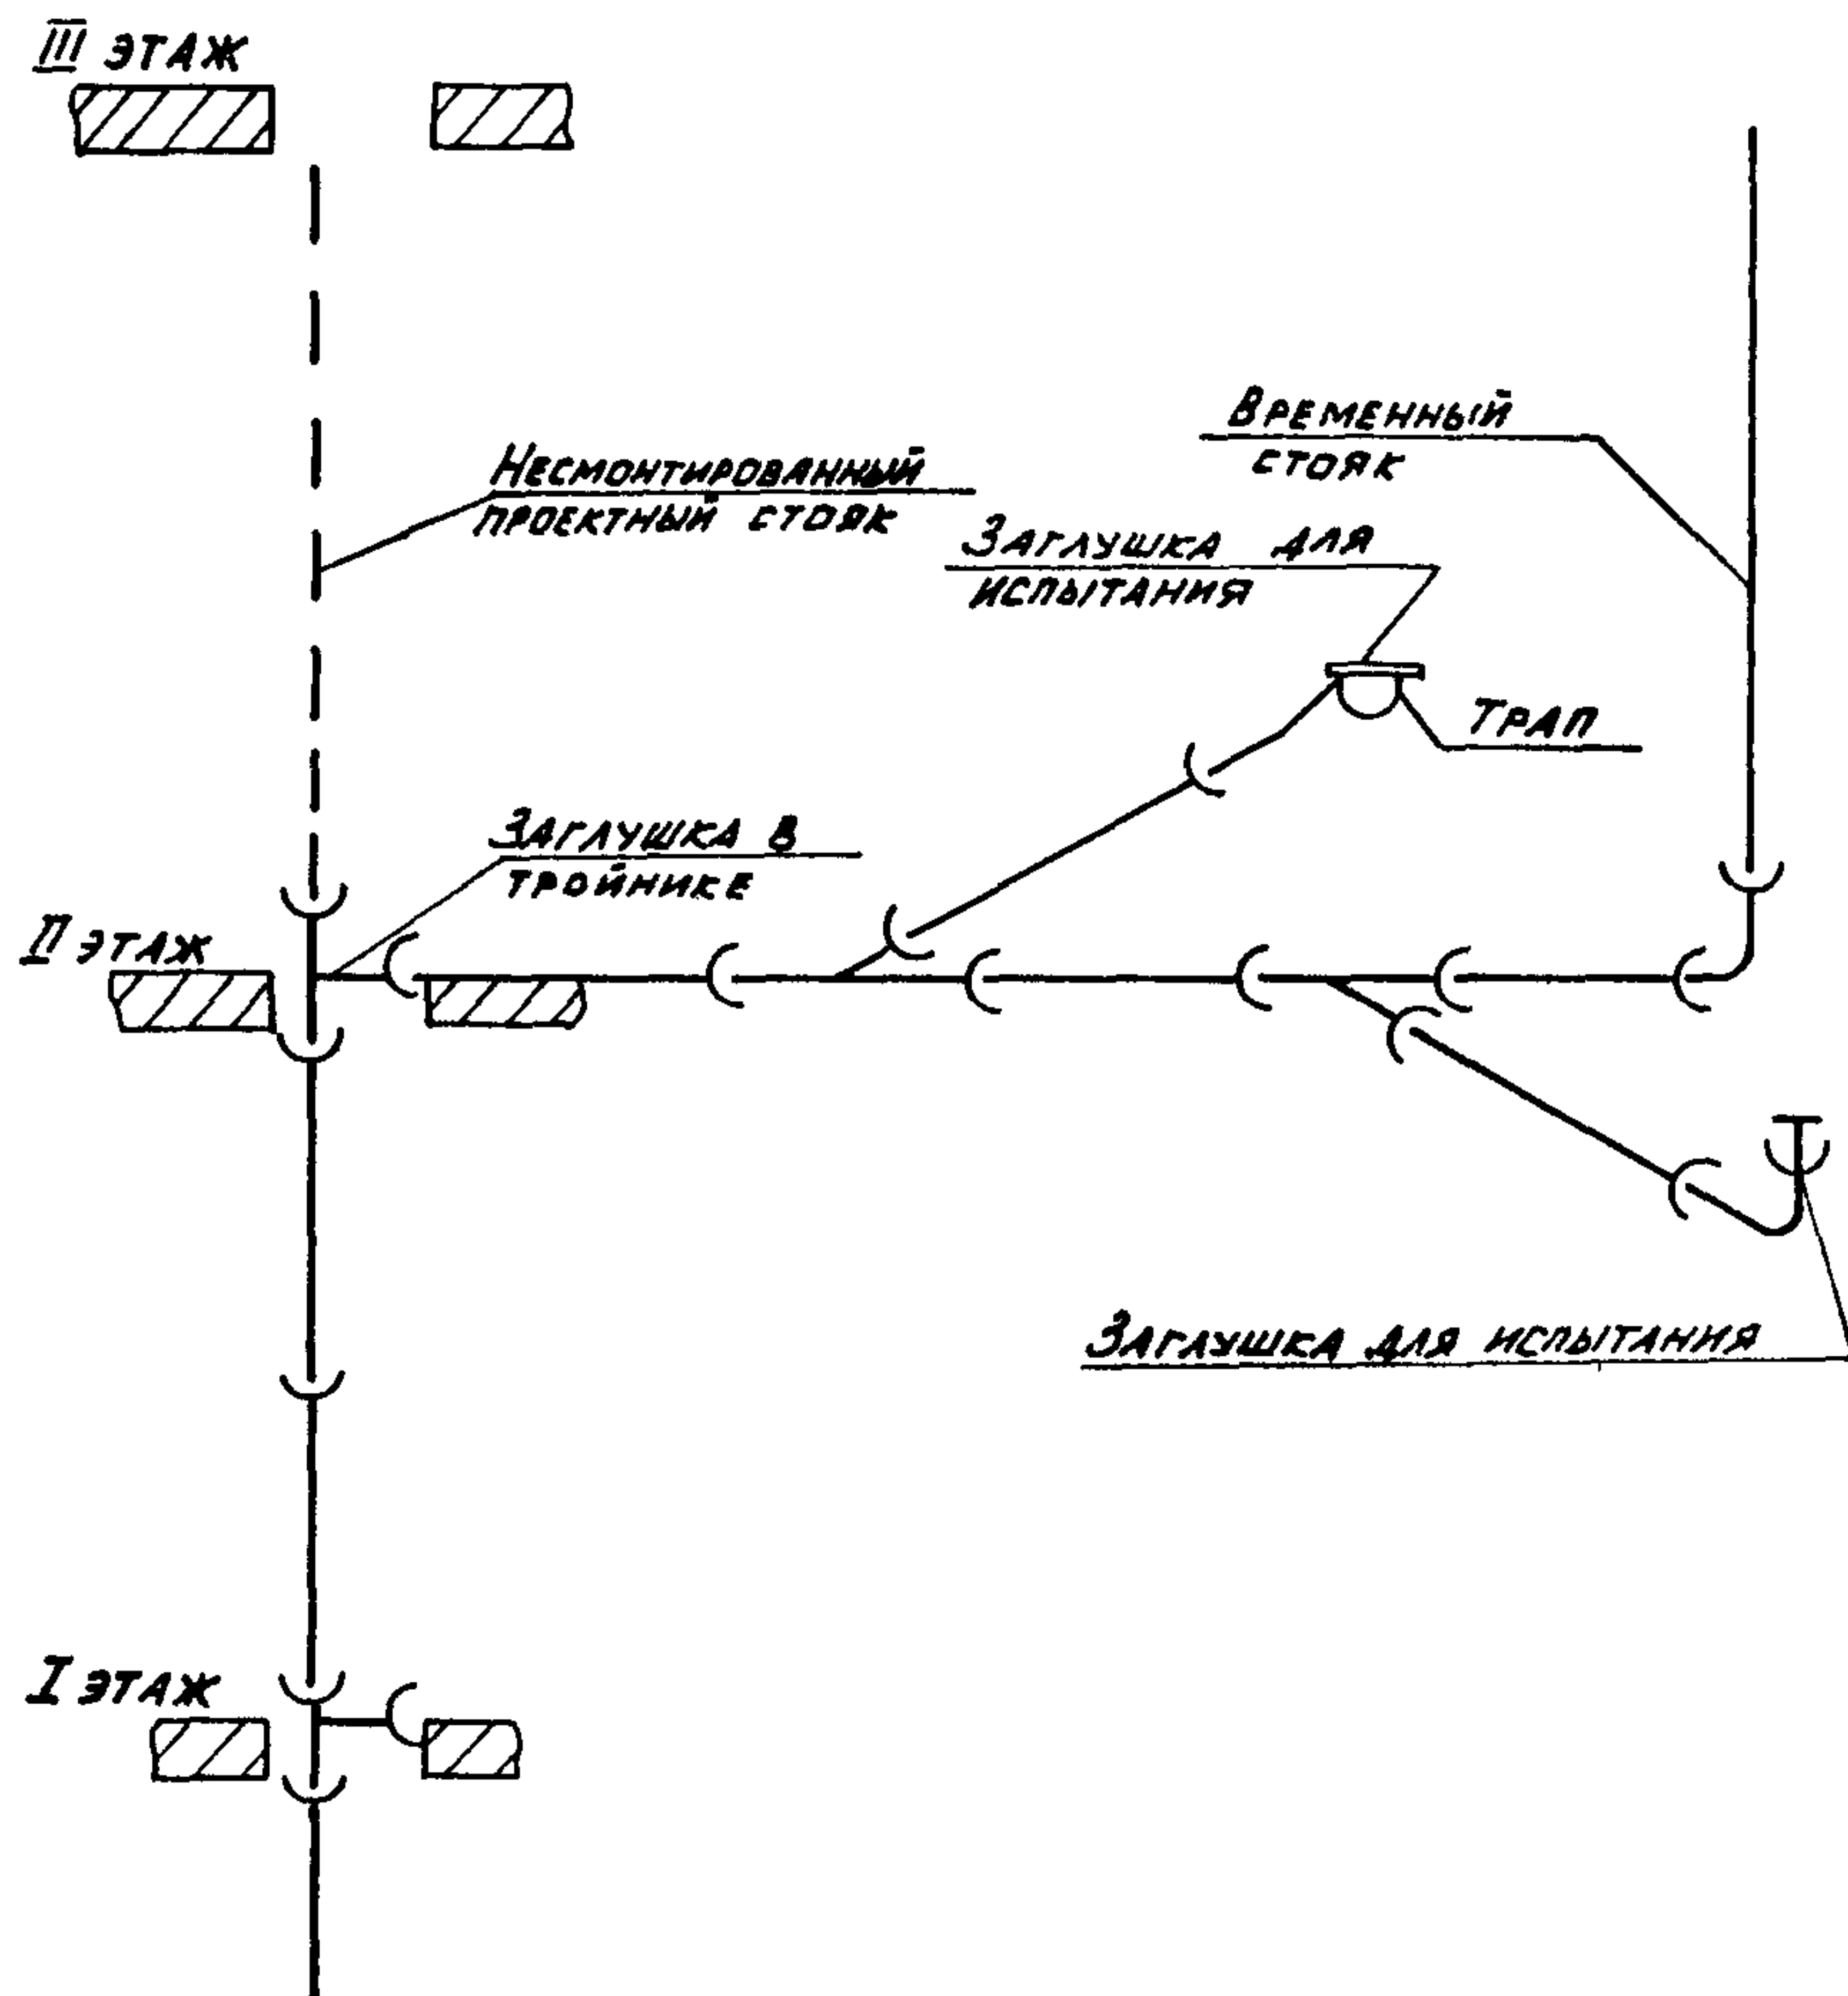 III этаж
Временный
стояк
Несмонтированный
проектный стояк
Заглушка для
испытания
Трап
Заглушка в
тройнике
II этаж
Заглушка для испытания
I этаж